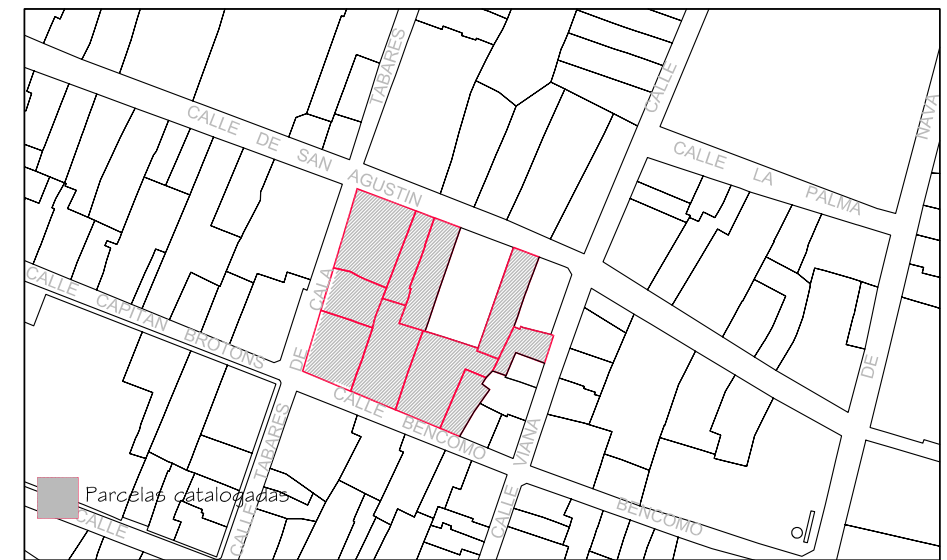 TABARES
CALLE
NAVA
CALLE DE SAN AGUSTIN
CALLE LA PALMA
CALLE CAPITAN BROTONS
DE CALA
DE
CALLE BENCOMO
CALLE TABARES
CALLE VIANA
CALLE BENCOMO
Parcelas catalogadas
CALLE